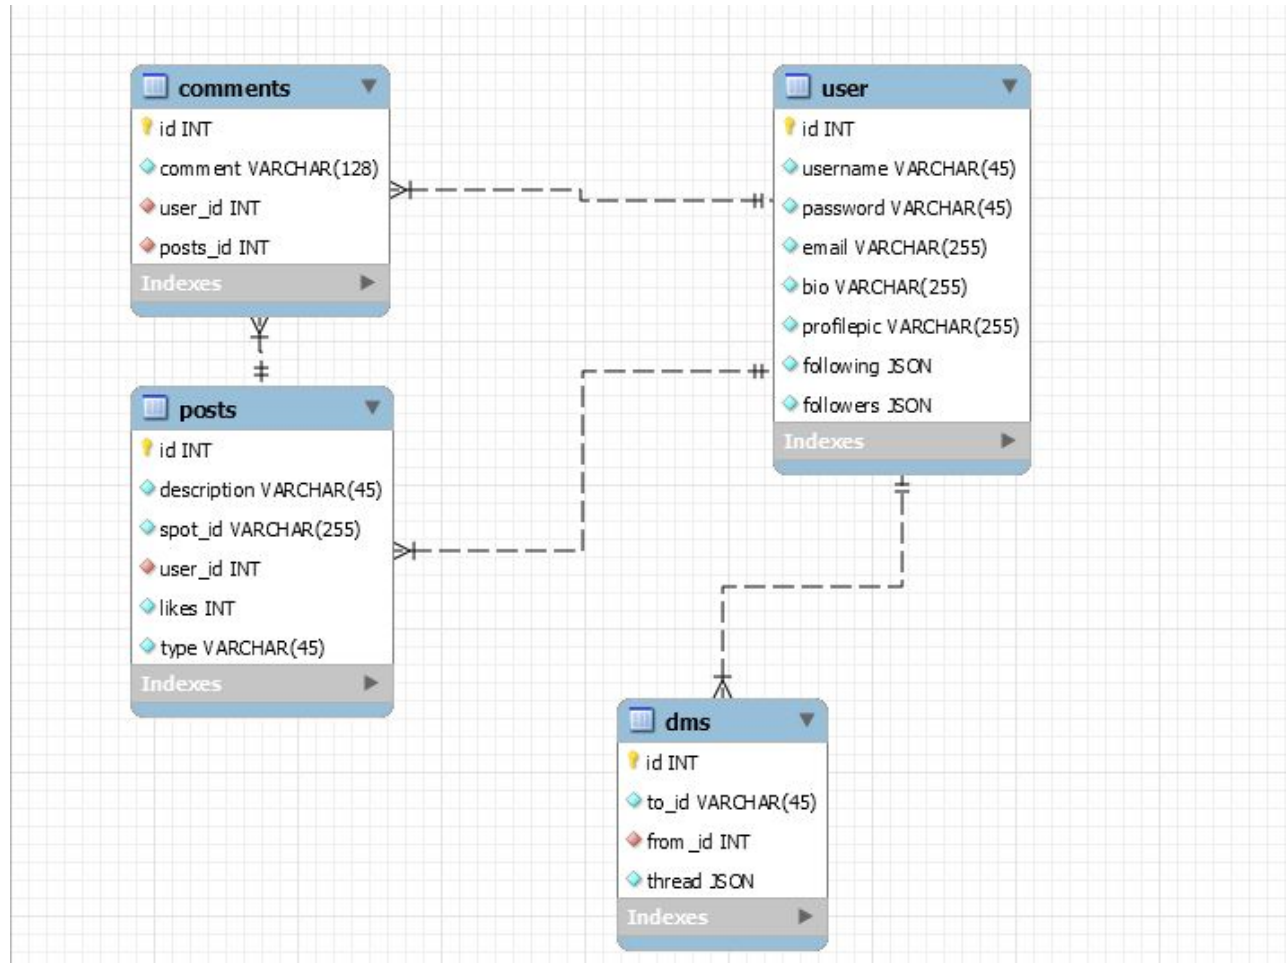 comments
id INT
comment VARCHAR(128)
user_id INT
posts_id INT
Indexes
user
id INT
username VARCHAR(45)
password VARCHAR(45)
email VARCHAR(255)
bio VARCHAR(255)
profilepic VARCHAR(255)
following JSON
followers JSON
Indexes
posts
id INT
description VARCHAR(45)
spot_id VARCHAR(255)
user_id INT
likes INT
type VARCHAR(45)
Indexes
dms
id INT
to_id VARCHAR(45)
from_id INT
thread JSON
Indexes